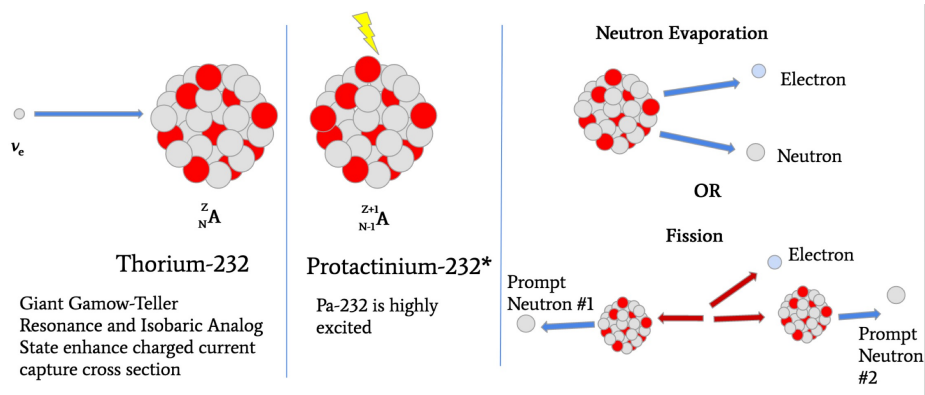 νe
Z
N A
Thorium-232
Giant Gamow-Teller
Resonance and Isobaric Analog
State enhance charged current
capture cross section
Z+1
N-1 A
Protactinium-232*
Pa-232 is highly
excited
Neutron Evaporation
Electron
Neutron
OR
Fission
Electron
Prompt
Neutron #1
Prompt
Neutron
#2